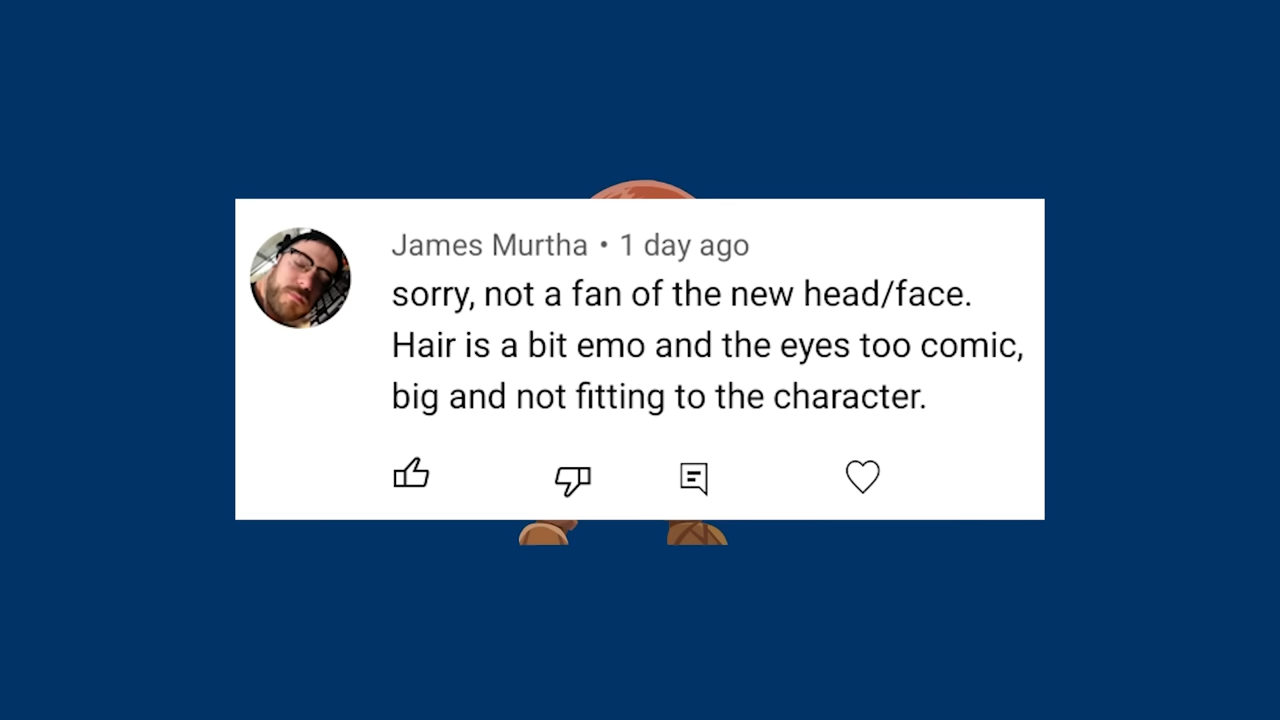 James Murtha • 1 day ago
sorry, not a fan of the new head/face.
Hair is a bit emo and the eyes too comic,
big and not fitting to the character.